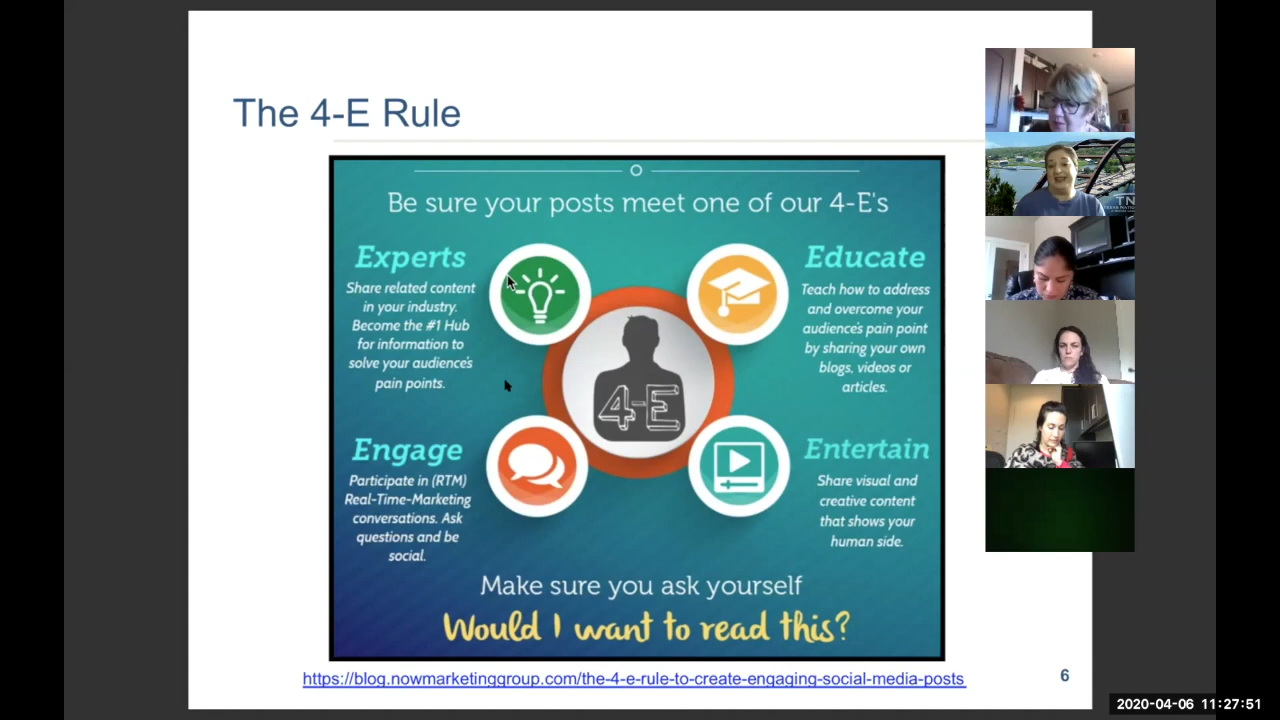 The 4-E Rule
Be sure your posts meet one of our 4-E's
Experts
Share related content
in your industry.
Become the #1 Hub
for information to
solve your audience's
pain points.
Educate
Teach how to address
and overcome your
audience's pain point
by sharing your own
blogs, videos or
articles.
4-E
Engage
Participate in (RTM)
Real-Time-Marketing
conversations. Ask
questions and be
social.
Entertain
Share visual and
creative content
that shows your
human side.
Make sure you ask yourself
Would I want to read this?
https://blog.nowmarketinggroup.com/the-4-e-rule-to-create-engaging-social-media-posts
6
TN
2020-04-06 11:27:51